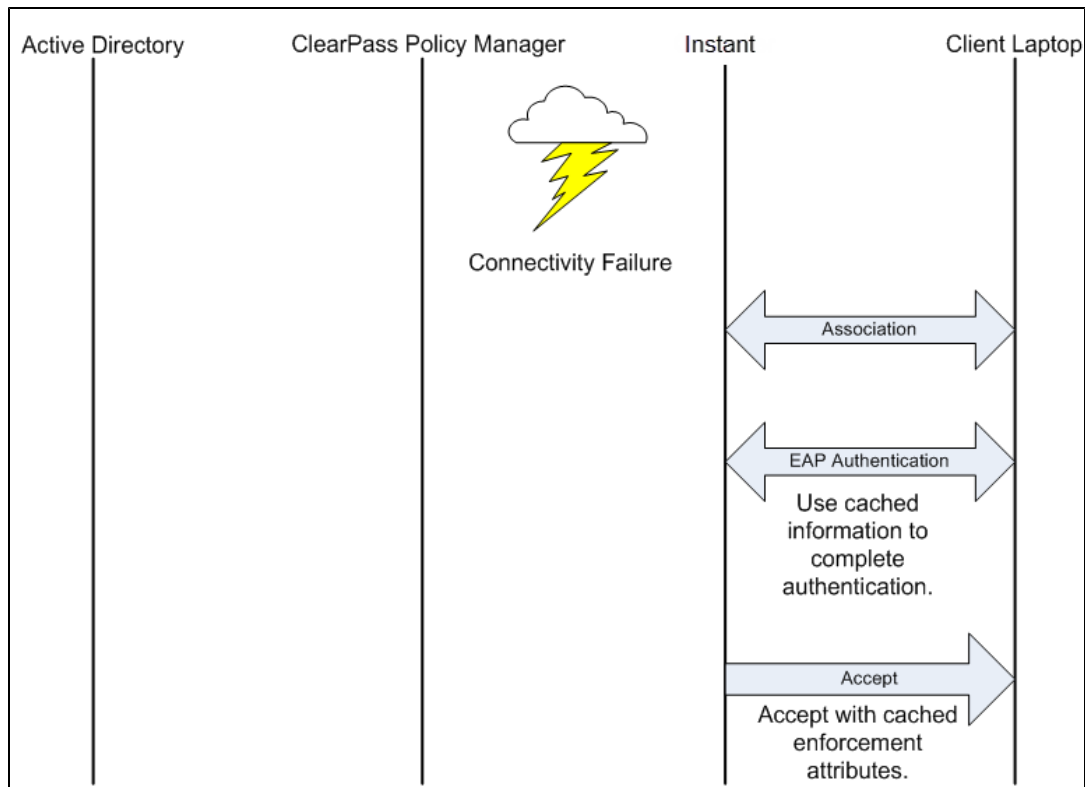 Active Directory
ClearPass Policy Manager
Instant
Client Laptop
Connectivity Failure
Association
EAP Authentication
Use cached
information to
complete
authentication.
Accept
Accept with cached
enforcement
attributes.